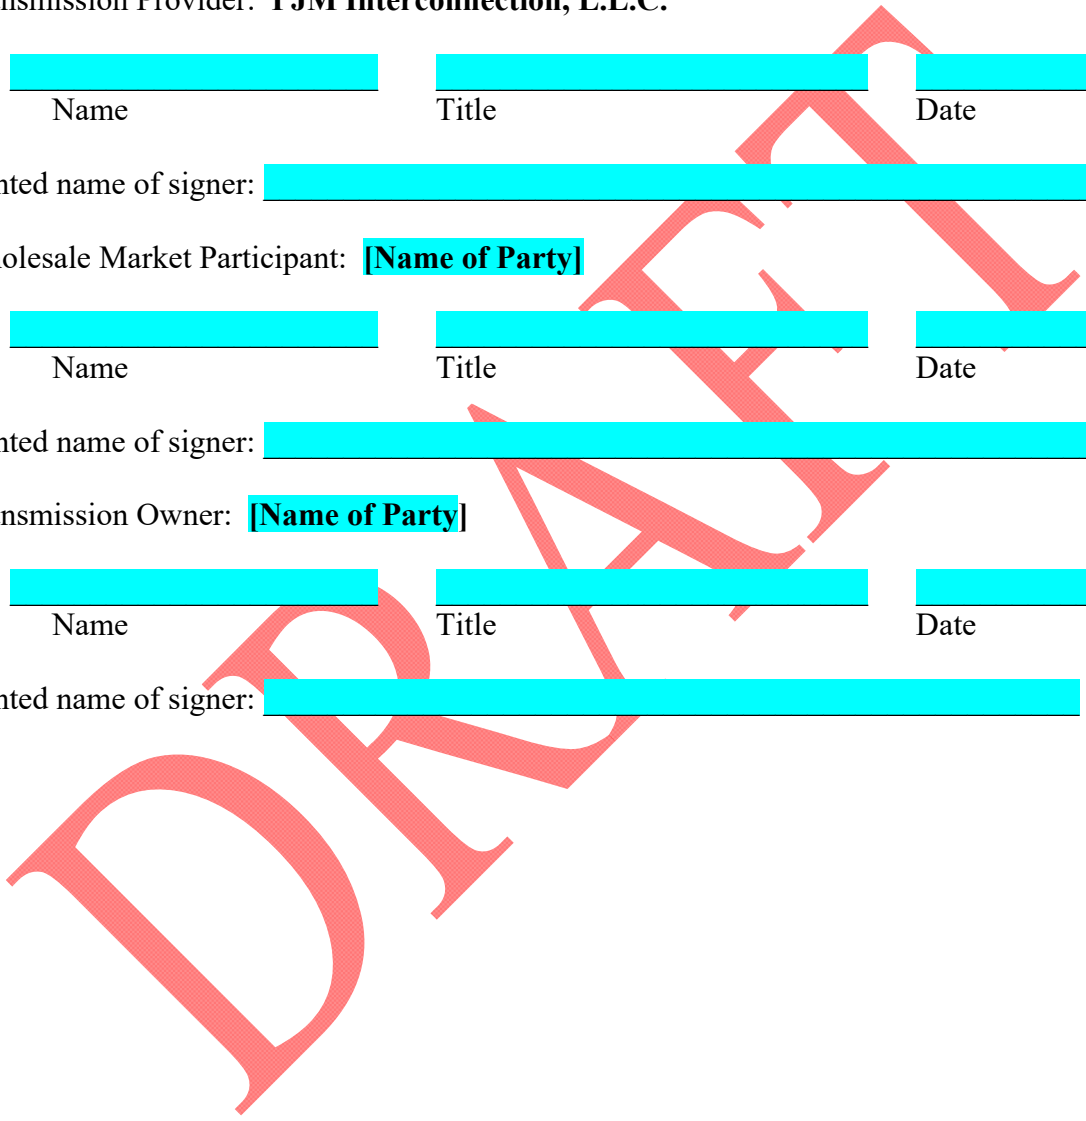 nsmission Provider: PJM Interconnection, L.L.C.
Name Title Date
nted name of signer:
olesale Market Participant: [Name of Party]
Name Title Date
nted name of signer:
nsmission Owner: [Name of Party]
Name Title Date
nted name of signer:
DRAFT